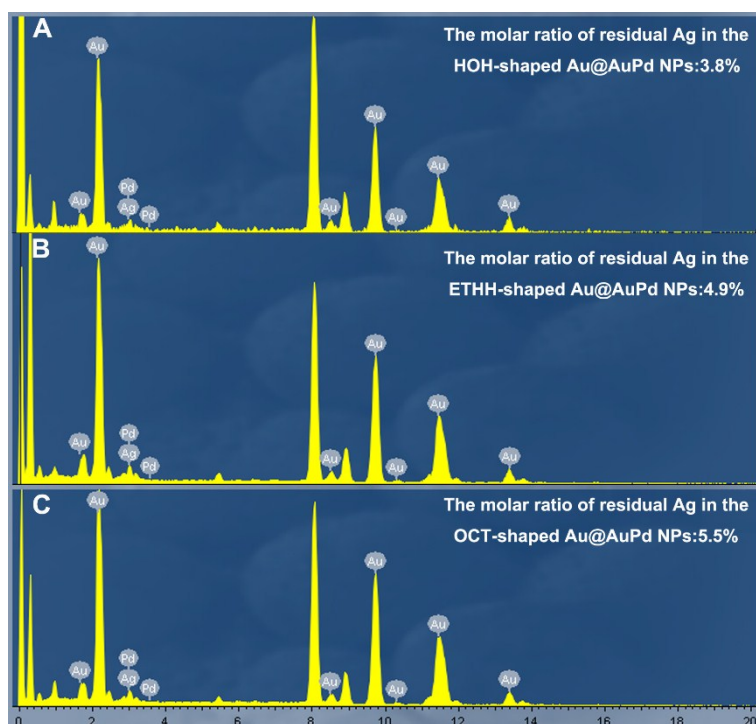 A
The molar ratio of residual Ag in the
HOH-shaped Au@AuPd NPs:3.8%
Au
Au
Pd
Ag
Pd
Au
Au
Au
Au
Au
B
The molar ratio of residual Ag in the
ETHH-shaped Au@AuPd NPs:4.9%
Au
Au
Pd
Ag
Pd
Au
Au
Au
Au
Au
C
The molar ratio of residual Ag in the
OCT-shaped Au@AuPd NPs:5.5%
Au
Au
Pd
Ag
Pd
Au
Au
Au
Au
Au
0 2 4 6 8 10 12 14 16 18